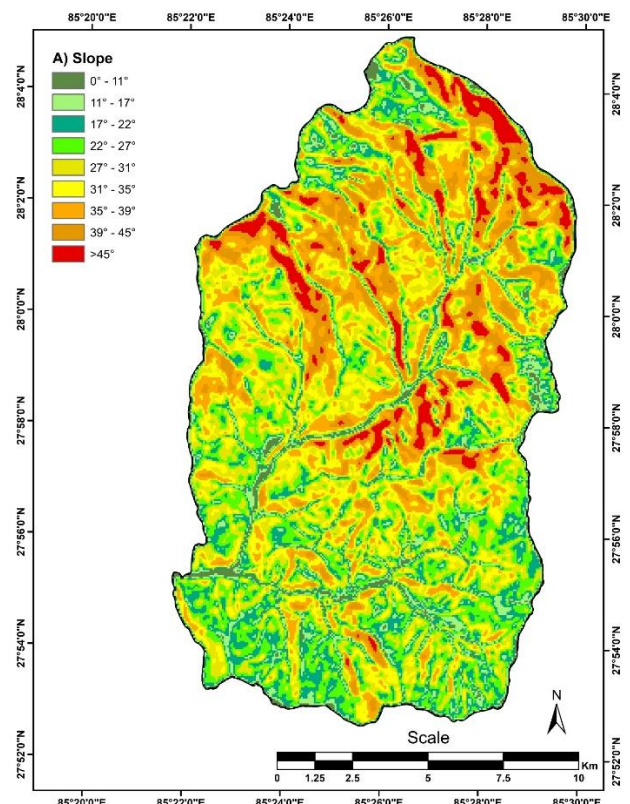 85°20'0"E 85°22'0"E 85°24'0"E 85°26'0"E 85°28'0"E 85°30'0"E
A) Slope
0° - 11°
11° - 17°
17° - 22°
22° - 27°
27° - 31°
31° - 35°
35° - 39°
39° - 45°
>45°
28°4'0"N
28°2'0"N
28°0'0"N
27°58'0"N
27°56'0"N
27°54'0"N
27°52'0"N
28°4'0"N
28°2'0"N
28°0'0"N
27°58'0"N
27°56'0"N
27°54'0"N
27°52'0"N
N
Scale
0 1.25 2.5 5 7.5 10
Km
85°20'0"E 85°22'0"E 85°24'0"E 85°26'0"E 85°28'0"E 85°30'0"E